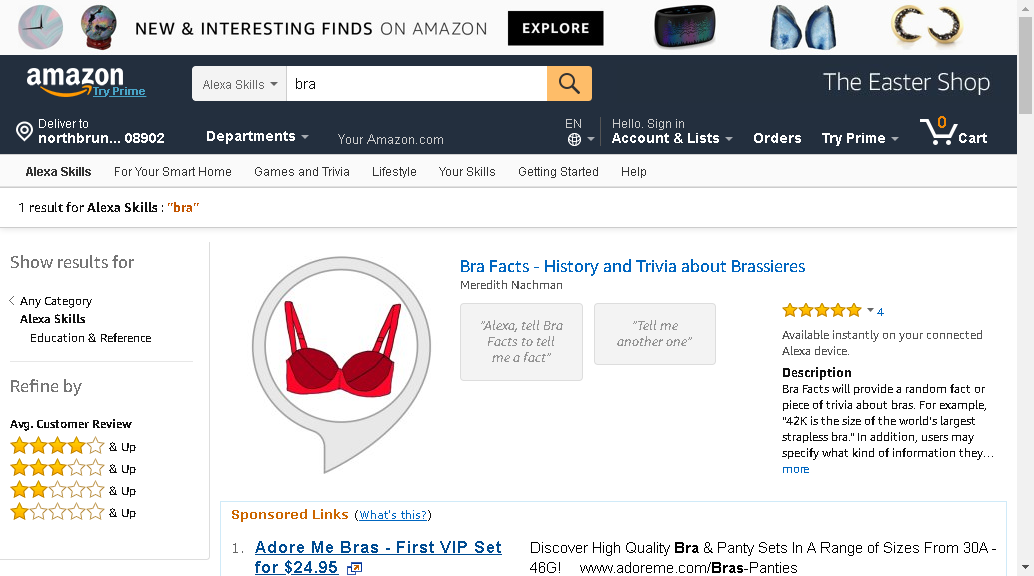 NEW & INTERESTING FINDS ON AMAZON
EXPLORE
amazon
Try Prime
Alexa Skills
bra
The Easter Shop
Deliver to
northbrun... 08902
Departments
Your Amazon.com
EN
Hello. Sign in
Account & Lists
Orders
Try Prime
0
Cart
Alexa Skills
For Your Smart Home
Games and Trivia
Lifestyle
Your Skills
Getting Started
Help
1 result for Alexa Skills : "bra"
Show results for
Any Category
Alexa Skills
Education & Reference
Refine by
Avg. Customer Review
& Up
& Up
& Up
& Up
Bra Facts - History and Trivia about Brassieres
Meredith Nachman
"Alexa, tell Bra
Facts to tell
me a fact"
"Tell me
another one"
4
Available instantly on your connected
Alexa device.
Description
Bra Facts will provide a random fact or
piece of trivia about bras. For example,
"42K is the size of the world's largest
strapless bra." In addition, users may
specify what kind of information they...
more
Sponsored Links (What's this?)
1. Adore Me Bras - First VIP Set
for $24.95
Discover High Quality Bra & Panty Sets In A Range of Sizes From 30A -
46G! www.adoreme.com/Bras-Panties